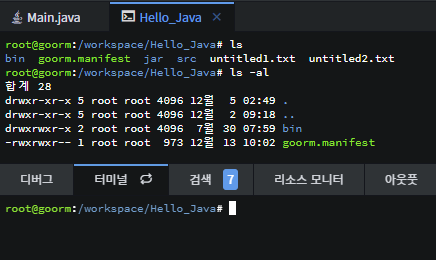 Main.java
Hello_Java
root@goorm:/workspace/Hello_Java# ls
bin goorm.manifest jar src untitled1.txt untitled2.txt
root@goorm:/workspace/Hello_Java# ls -al
합계 28
drwxr-xr-x 5 root root 4096 12월 5 02:49 .
drwxr-xr-x 5 root root 4096 12월 2 09:18 ..
drwxrwxr-x 2 root root 4096 7월 30 07:59 bin
-rwxrwxr-- 1 root root 973 12월 13 10:02 goorm.manifest
디버그 터미널 검색 7 리소스 모니터 아웃풋
root@goorm:/workspace/Hello_Java#